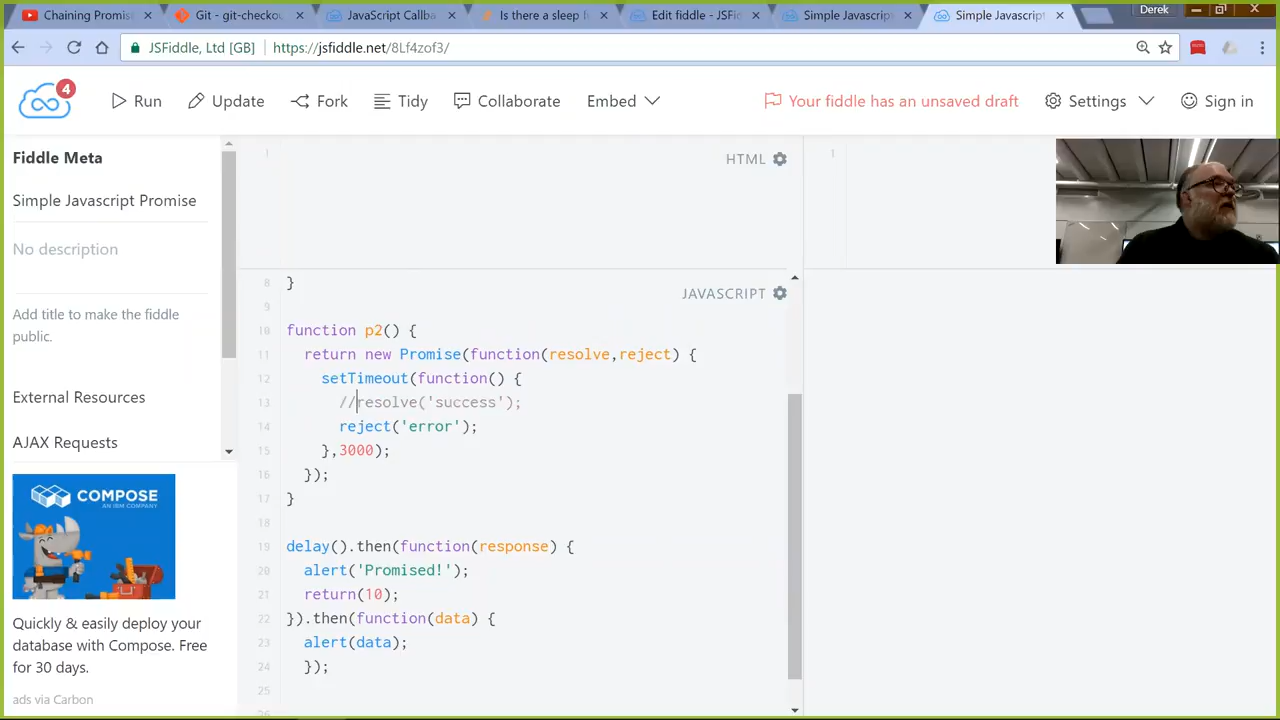 Chaining Promis
Git - git-checkou
JavaScript Callba
Is there a sleep f
Edit fiddle - JSFi
Simple Javascrip
Simple Javascrip
Derek
JSFiddle, Ltd [GB]
https://jsfiddle.net/8Lf4zof3/
4
Run
Update
Fork
Tidy
Collaborate
Embed
Your fiddle has an unsaved draft
Settings
Sign in
Fiddle Meta
Simple Javascript Promise
No description
Add title to make the fiddle
public.
External Resources
AJAX Requests
COMPOSE
AN IBM COMPANY
Quickly & easily deploy your
database with Compose. Free
for 30 days.
ads via Carbon
1
HTML
1
JAVASCRIPT
8 }
9
10 function p2() {
11 return new Promise(function(resolve,reject) {
12 setTimeout(function() {
13 //resolve('success');
14 reject('error');
15 },3000);
16 });
17 }
18
19 delay().then(function(response) {
20 alert('Promised!');
21 return(10);
22 }).then(function(data) {
23 alert(data);
24 });
25
26